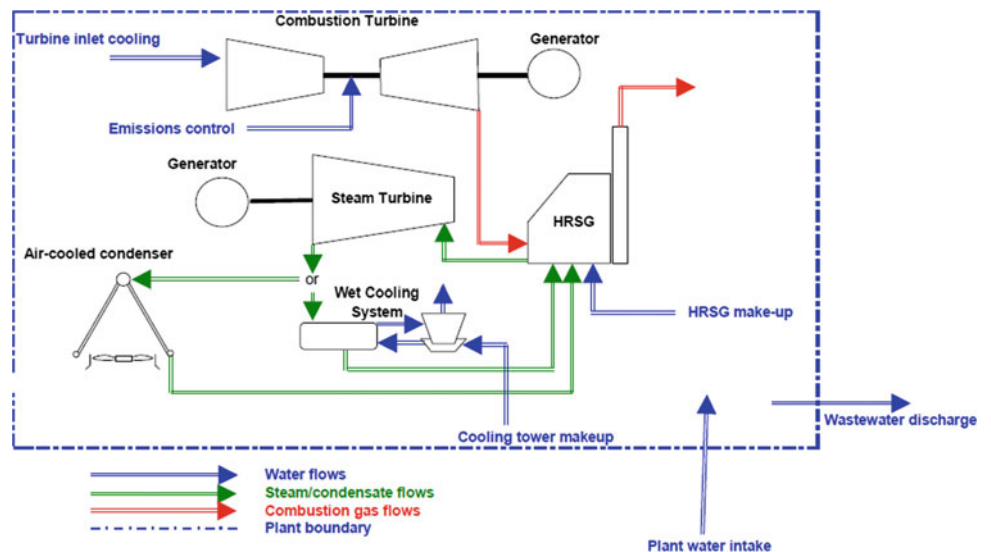 Combustion Turbine
Turbine inlet cooling
Generator
Emissions control
Generator
Steam Turbine
HRSG
Air-cooled condenser
or
Wet Cooling
System
HRSG make-up
Cooling tower makeup
Wastewater discharge
Water flows
Steam/condensate flows
Combustion gas flows
Plant boundary
Plant water intake